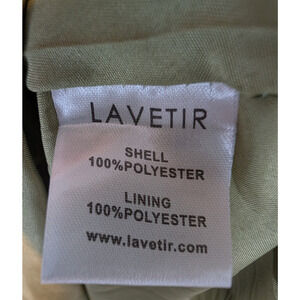 LAVETIR
SHELL
100%POLYESTER
LINING
100%POLYESTER
www.lavetir.com